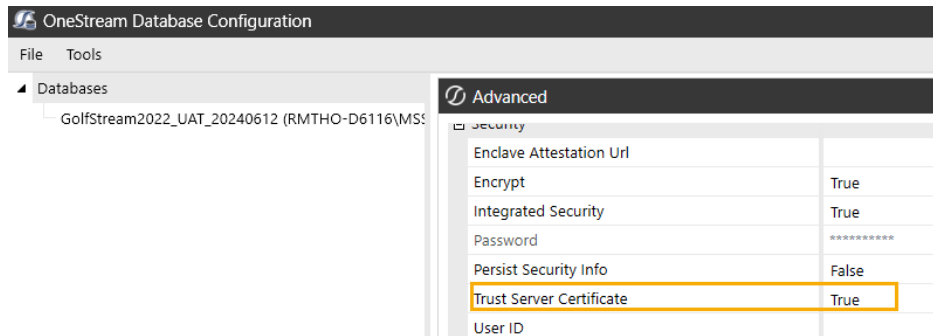 OneStream Database Configuration
File Tools
Databases
GolfStream2022_UAT_20240612 (RMTHO-D6116\MSS
Advanced
Security
Enclave Attestation Url
Encrypt True
Integrated Security True
Password **********
Persist Security Info False
Trust Server Certificate True
User ID